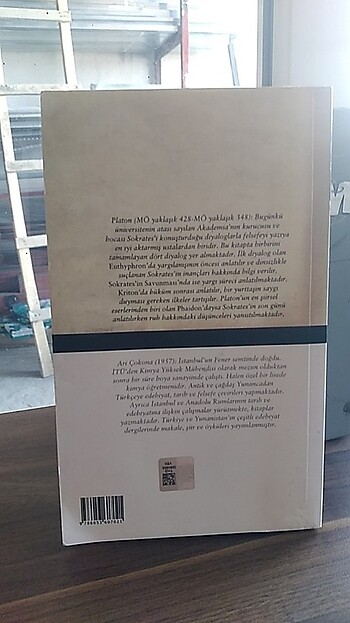 Platon (MÖ yaklaşık 428-MÖ yaklaşık 348): Bugünkü
üniversitenin atası sayılan Akademia'nın kurucusu ve
hocası Sokrates'i konuşturduğu diyaloglarla felsefeyi yazıya
en iyi aktarmış ustalardan biridir. Bu kitapta birbirini
tamamlayan dört diyalog yer almaktadır. İlk diyalog olan
Euthyphron'da yargılanmışının öncesi anlatılır ve dinsizlikle
suçlanan Sokrates'in inançları hakkında bilgi verilir,
Sokrates'in Savunması'nda ise yargı süreci anlatılmaktadır.
Kriton'da hüküm sonrası anlatılır, bir yurttaşın saygı
duyması gereken ilkeler tartışılır. Platon'un en şiirsel
eserlerinden biri olan Phaidon'daysa Sokrates'in son günü
anlatılırken ruh hakkındaki düşünceleri yansıtılmaktadır.
Ari Çokona (1957): İstanbul'un Fener semtinde doğdu.
İTÜ'den Kimya Yüksek Mühendisi olarak mezun olduktan
sonra bir süre boya sanayiinde çalıştı. Halen özel bir lisede
kimya öğretmenidir. Antik ve çağdaş Yunancadan
Türkçeye edebiyat, tarih ve felsefe çevirileri yapmaktadır.
Ayrıca İstanbul ve Anadolu Rumlarının tarih ve
edebiyatına ilişkin çalışmalar yürütmekte, kitaplar
yazmaktadır. Türkiye ve Yunanistan'ın çeşitli edebiyat
dergilerinde makale, şiir ve öyküleri yayımlanmıştır.